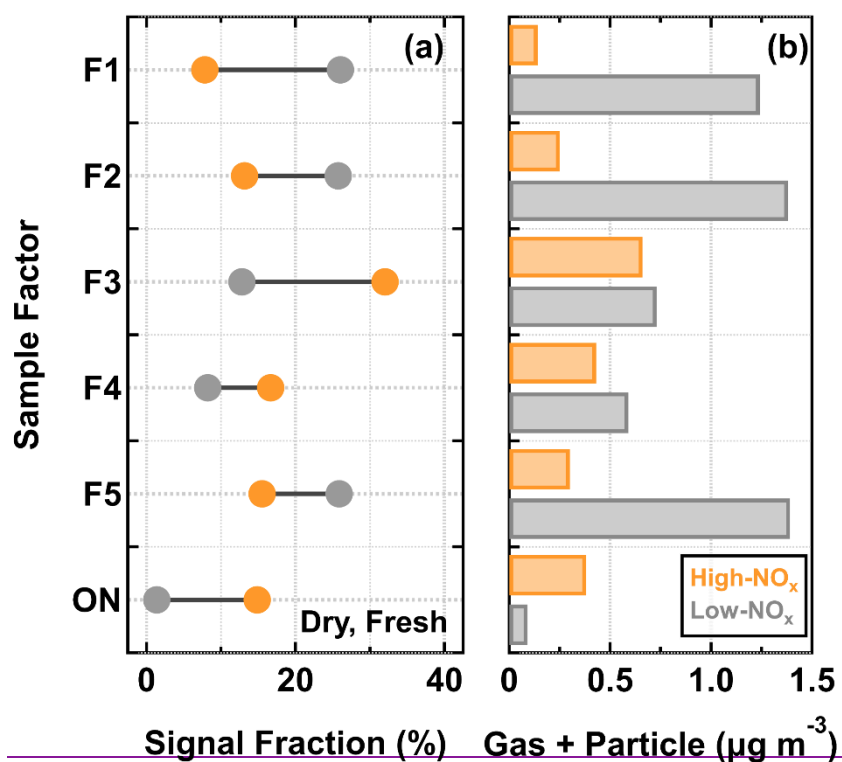 (a)
(b)
Sample Factor
F1
F2
F3
F4
F5
ON
Dry, Fresh
High-NOx
Low-NOx
0 20 40
0 0.5 1.0 1.5
Signal Fraction (%)
Gas + Particle (µg m-3)